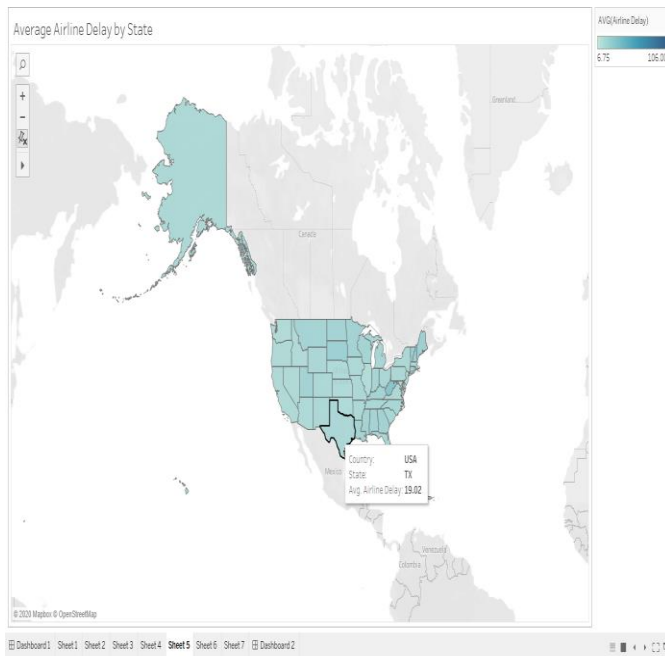 Average Airline Delay by State
AVG(Airline Delay)
6.75 106.00
Greenland
Canada
Country: USA
State: TX
Avg. Airline Delay: 19.02
Mexico
Venezuela
Colombia
© 2020 Mapbox © OpenStreetMap
Dashboard 1 Sheet 1 Sheet 2 Sheet 3 Sheet 4 Sheet 5 Sheet 6 Sheet 7 Dashboard 2